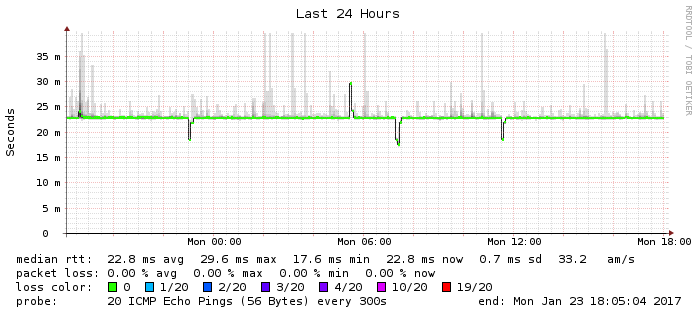 Last 24 Hours
RRDTOOL / TOBI OETIKER
Seconds
35 m
30 m
25 m
20 m
15 m
10 m
5 m
0
Mon 00:00 Mon 06:00 Mon 12:00 Mon 18:00
median rtt: 22.8 ms avg 29.6 ms max 17.6 ms min 22.8 ms now 0.7 ms sd 33.2 am/s
packet loss: 0.00 % avg 0.00 % max 0.00 % min 0.00 % now
loss color: 0 1/20 2/20 3/20 4/20 10/20 19/20
probe: 20 ICMP Echo Pings (56 Bytes) every 300s end: Mon Jan 23 18:05:04 2017